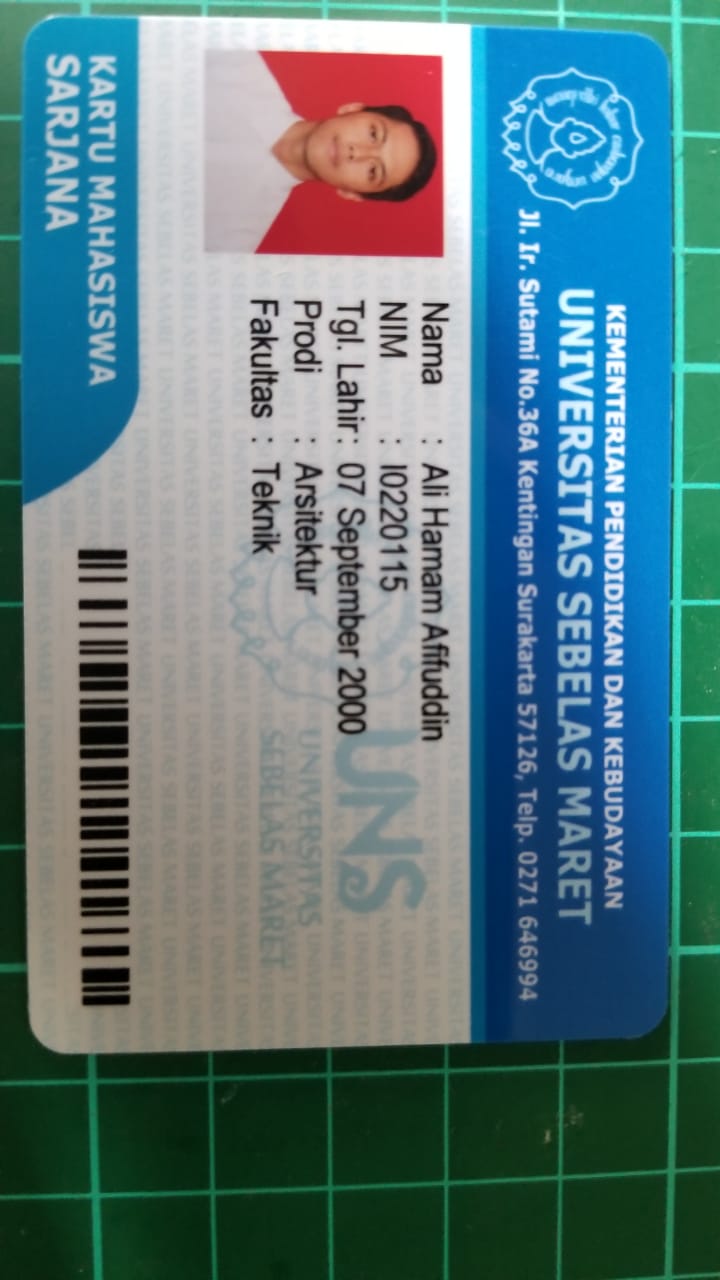 KEMENTERIAN PENDIDIKAN DAN KEBUDAYAAN
UNIVERSITAS SEBELAS MARET
Jl. Ir. Sutami No.36A Kentingan Surakarta 57126, Telp. 0271 646994
Nama : Ali Hamam Afifuddin
NIM : I0220115
Tgl. Lahir : 07 September 2000
Prodi : Arsitektur
Fakultas : Teknik
UNS
UNIVERSITAS
SEBELAS MARET
KARTU MAHASISWA
SARJANA